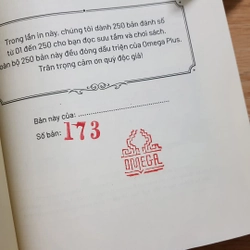 Trong lần in này, chúng tôi dành 250 bản đánh số
từ 01 đến 250 cho bạn đọc sưu tầm và chơi sách.
oàn bộ 250 bản này đều đóng dấu triện của Omega Plus.
Trân trọng cảm ơn quý độc giả!
Bản này của:
Số bản: 173
OMEGA